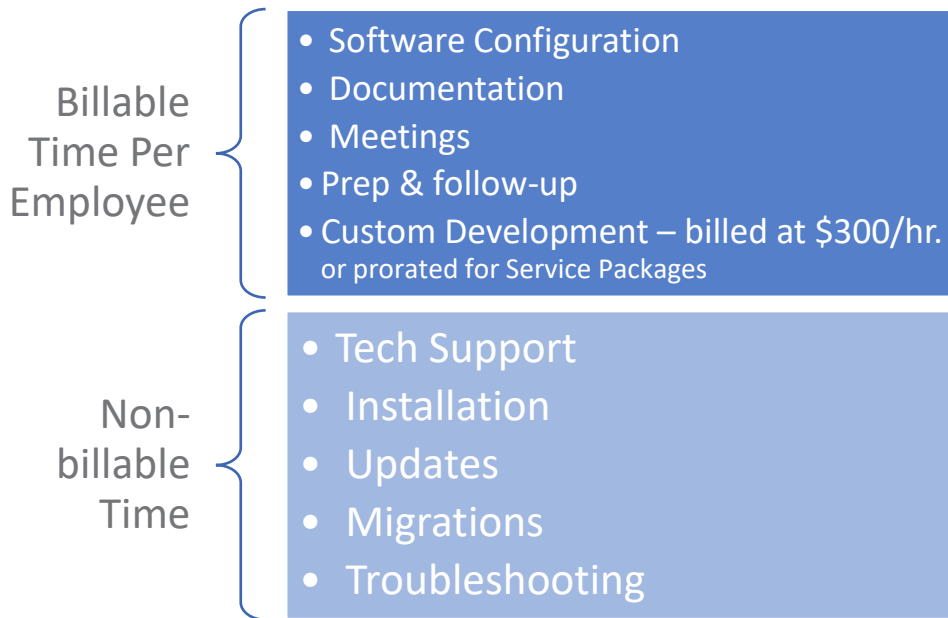 Billable
Time Per
Employee
• Software Configuration
• Documentation
• Meetings
• Prep & follow-up
• Custom Development – billed at $300/hr.
or prorated for Service Packages
Non-
billable
Time
• Tech Support
• Installation
• Updates
• Migrations
• Troubleshooting